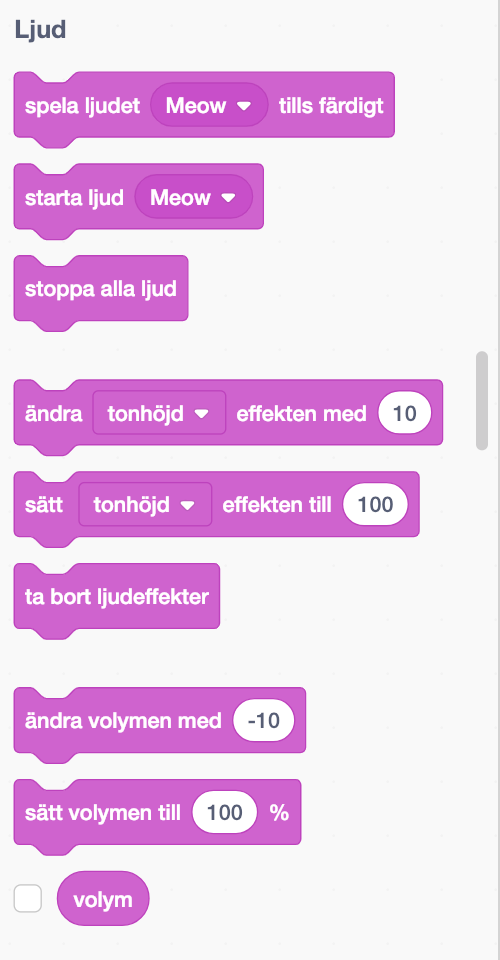 Ljud
spela ljudet Meow tills färdigt
starta ljud Meow
stoppa alla ljud
ändra tonhöjd effekten med 10
sätt tonhöjd effekten till 100
ta bort ljudeffekter
ändra volymen med -10
sätt volymen till 100 %
volym